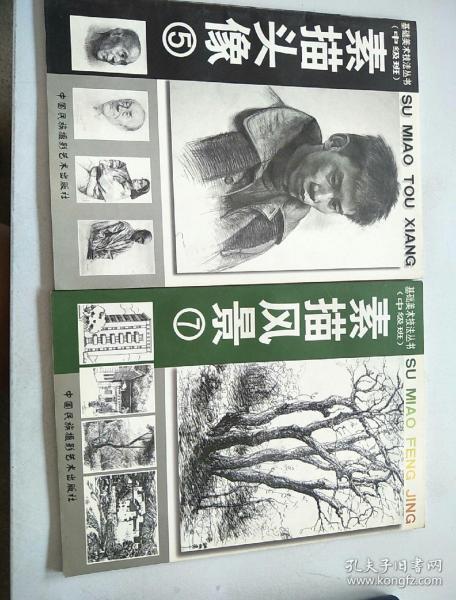 基础美术技法丛书
（中级班）
素描头像
⑤
SU MIAO TOU XIANG
中国民族摄影艺术出版社
基础美术技法丛书
（中级班）
素描风景
⑦
SU MIAO FENG JING
中国民族摄影艺术出版社
孔夫子旧书网
www.kongfz.com